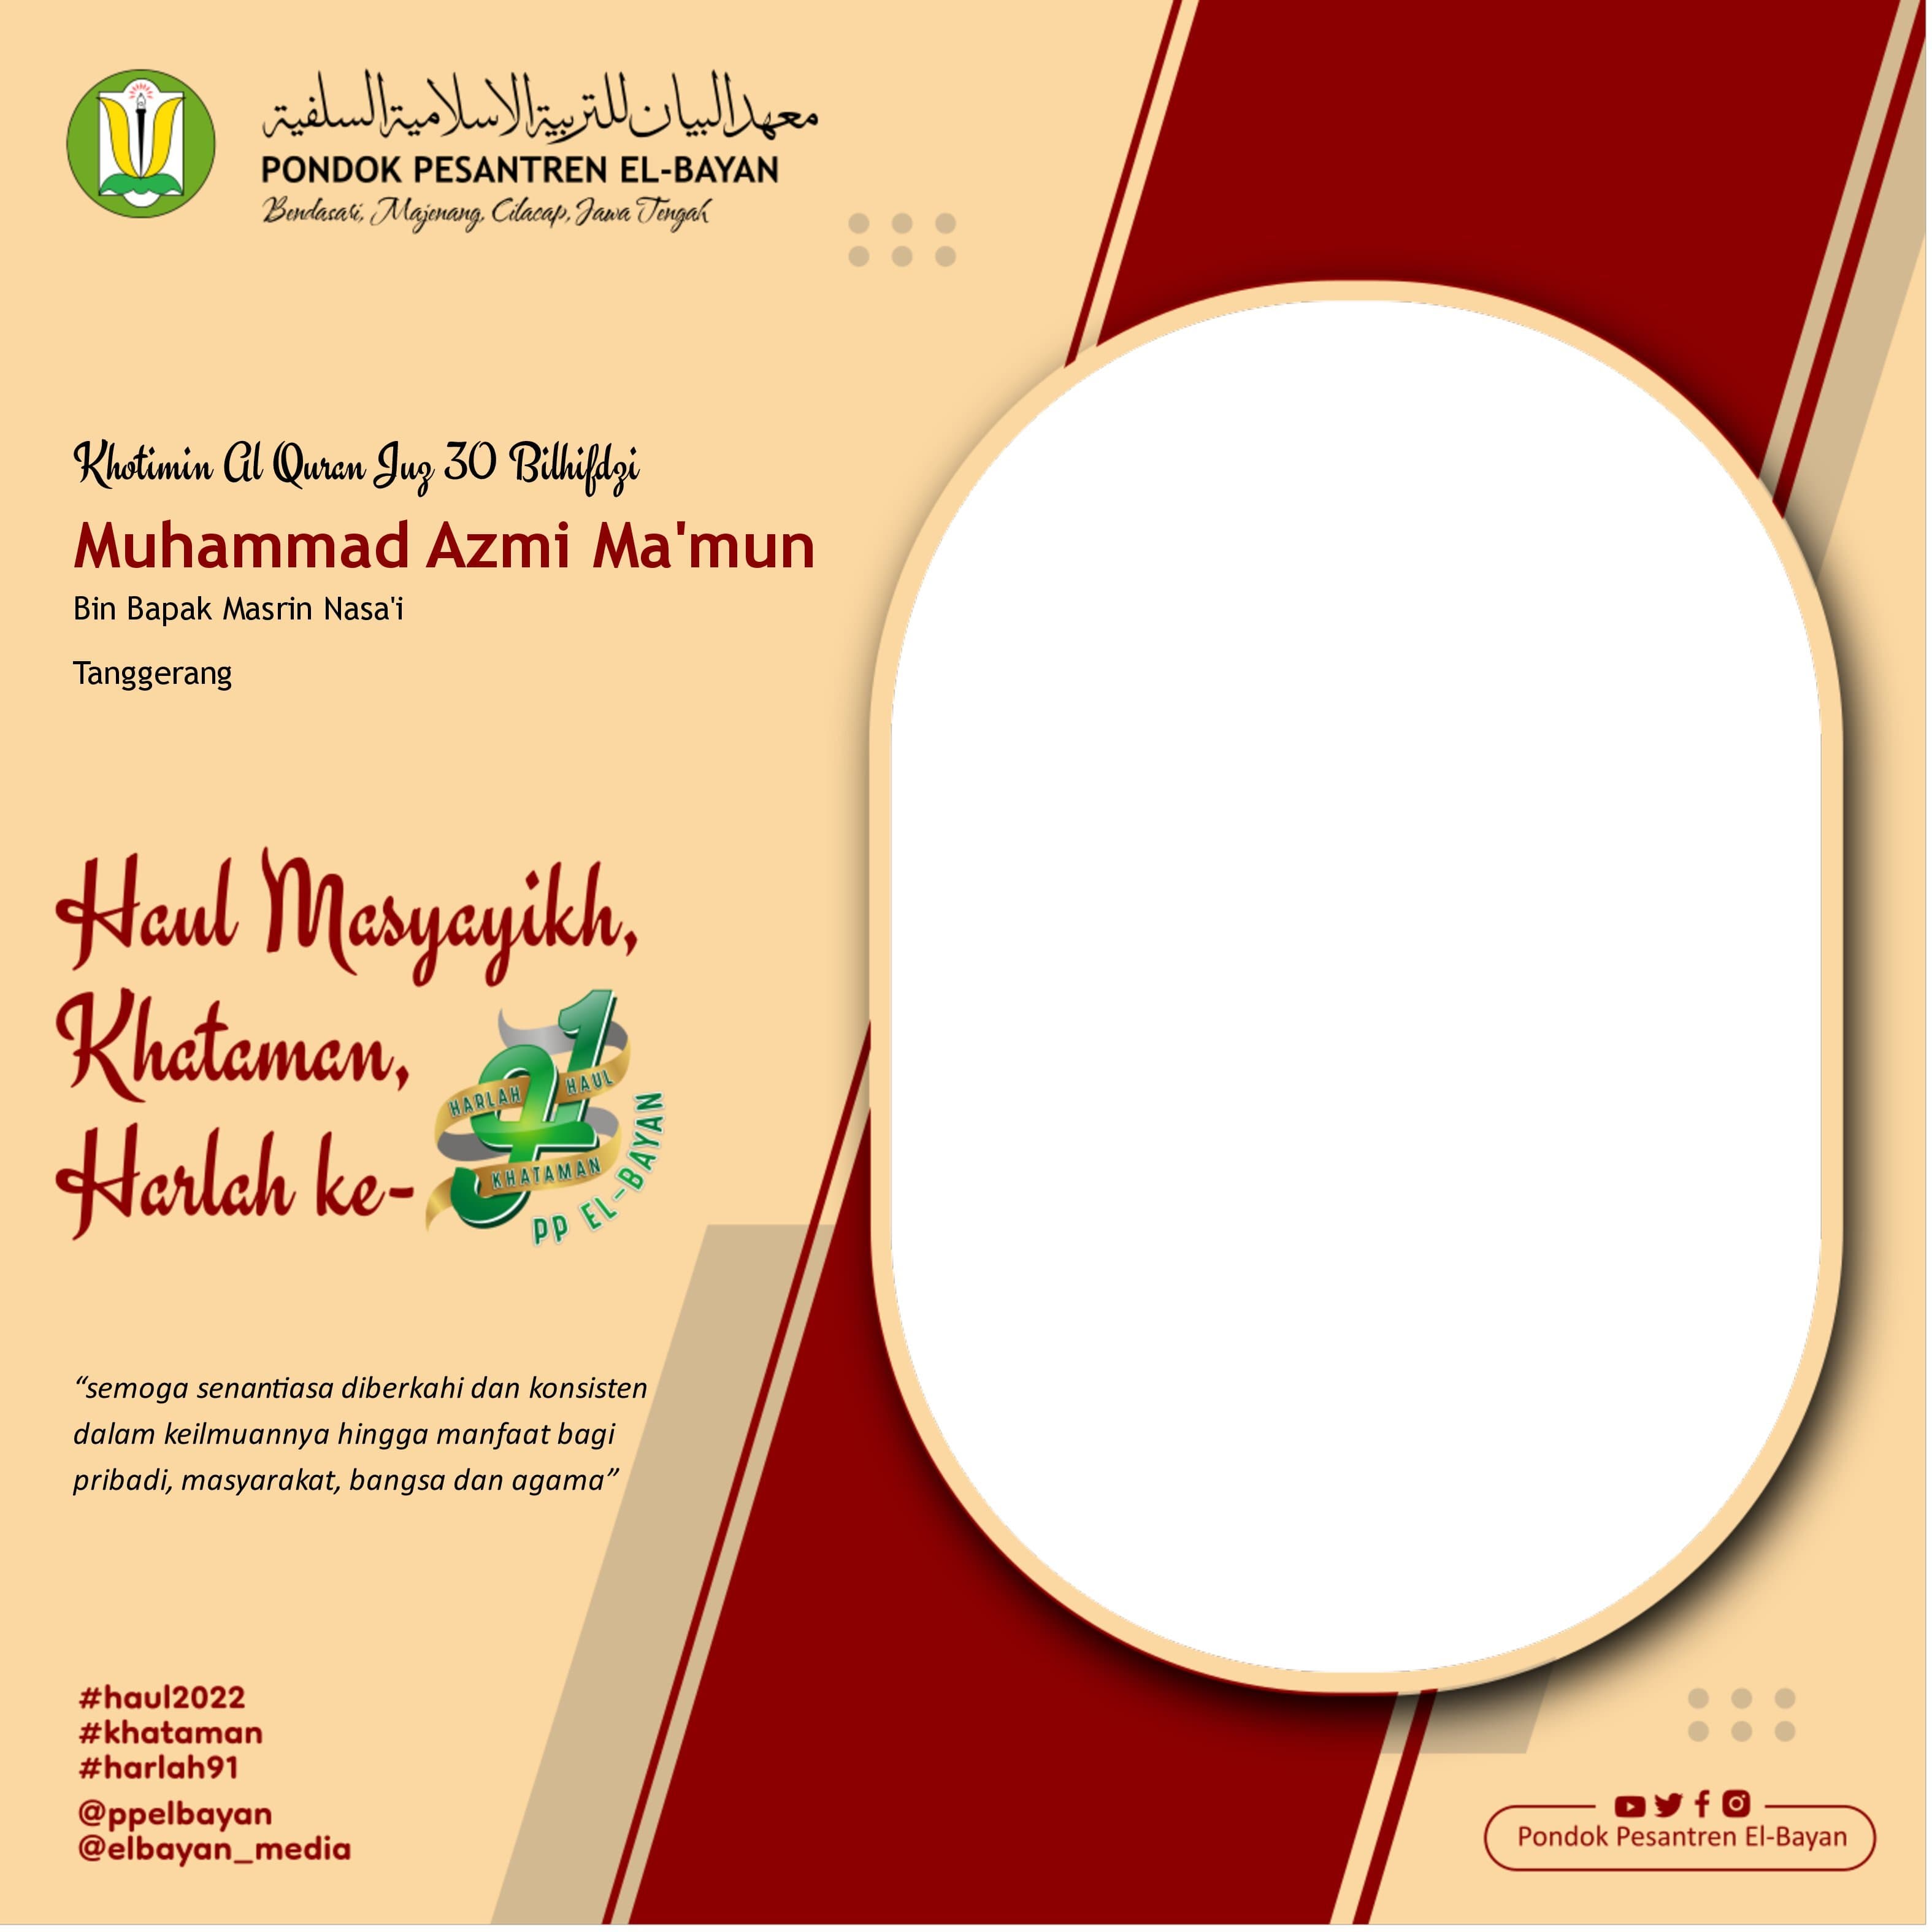 معهد البيان للتربية الاسلامية السلفية
PONDOK PESANTREN EL-BAYAN
Bendasari, Majenang, Cilacap, Jawa Tengah
Khotimin Al Quran Juz 30 Bilhifdzi
Muhammad Azmi Ma'mun
Bin Bapak Masrin Nasa'i
Tanggerang
Haul Masyayikh,
Khataman,
Harlah ke-
91
HARLAH HAUL
KHATAMAN
PP EL-BAYAN
“semoga senantiasa diberkahi dan konsisten
dalam keilmuannya hingga manfaat bagi
pribadi, masyarakat, bangsa dan agama”
#haul2022
#khataman
#harlah91
@ppelbayan
@elbayan_media
Pondok Pesantren El-Bayan